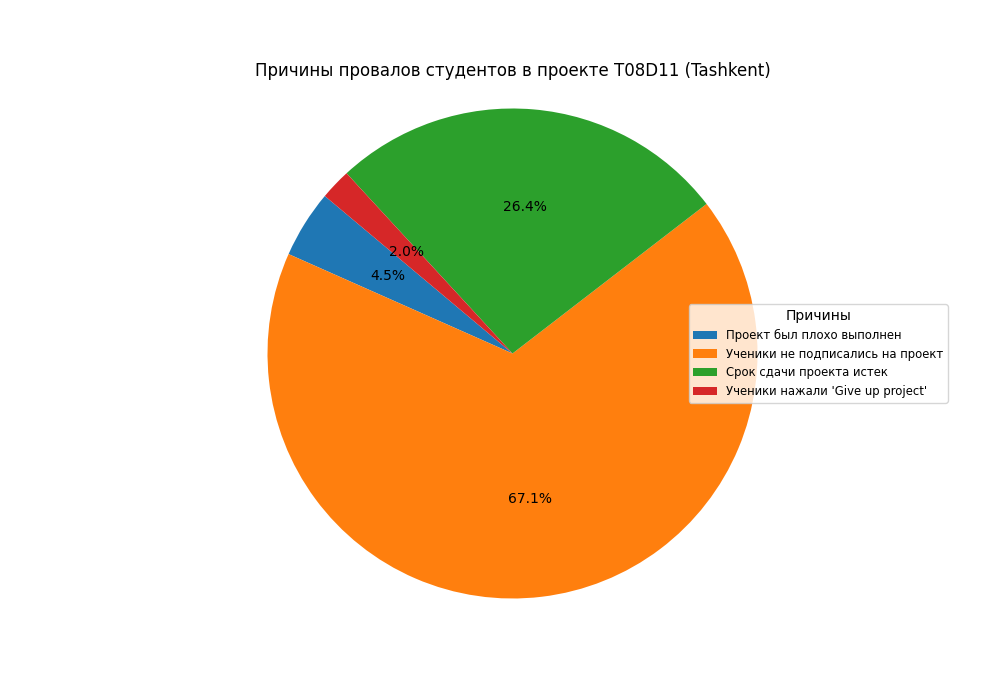 Причины провалов студентов в проекте T08D11 (Tashkent)
26.4%
2.0%
4.5%
Причины
Проект был плохо выполнен
Ученики не подписались на проект
Срок сдачи проекта истек
Ученики нажали 'Give up project'
67.1%